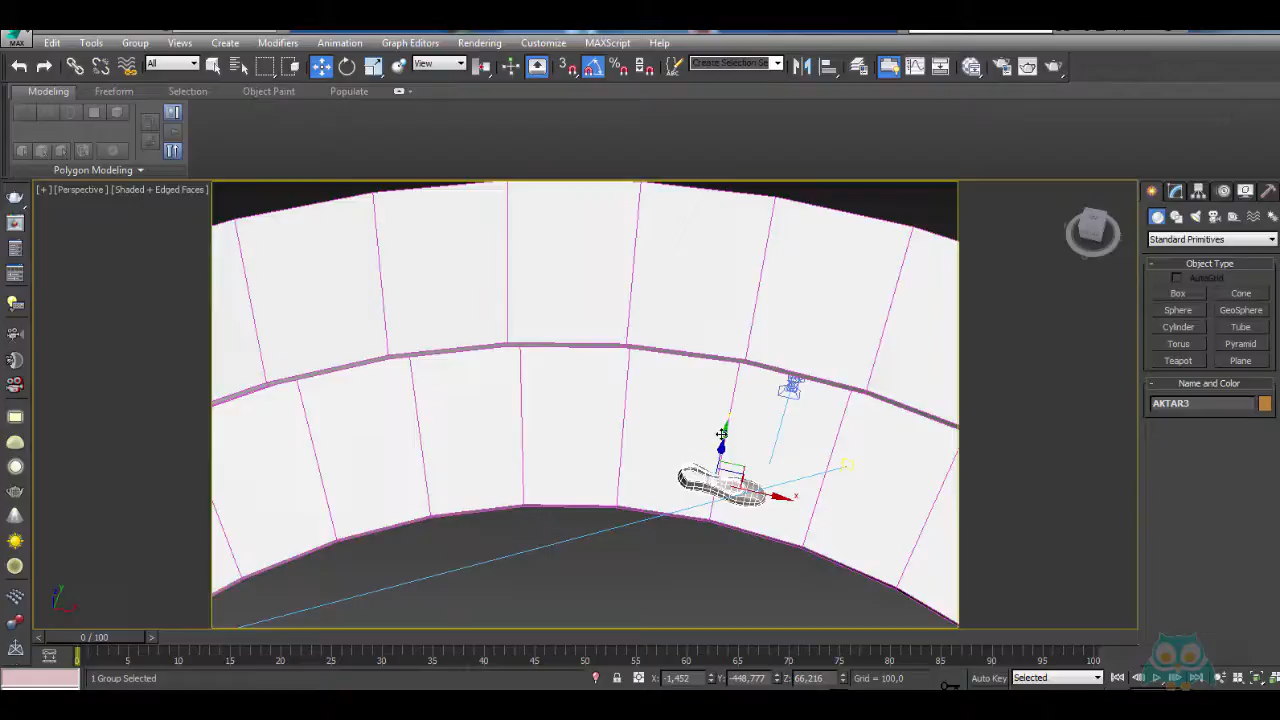 MAX
Edit Tools Group Views Create Modifiers Animation Graph Editors Rendering Customize MAXScript Help
All View 3 Create Selection Se
Modeling Freeform Selection Object Paint Populate
Polygon Modeling
[ + ] [Perspective ] [Shaded + Edged Faces ]
Standard Primitives
- Object Type
AutoGrid
Box Cone
Sphere GeoSphere
Cylinder Tube
Torus Pyramid
Teapot Plane
- Name and Color
AKTAR3
x
y
0 / 100
0 5 10 15 20 25 30 35 40 45 50 55 60 65 70 75 80 85 90 95 100
1 Group Selected X: -1,452 Y: -448,777 Z: 66,216 Grid = 100,0 Auto Key Selected